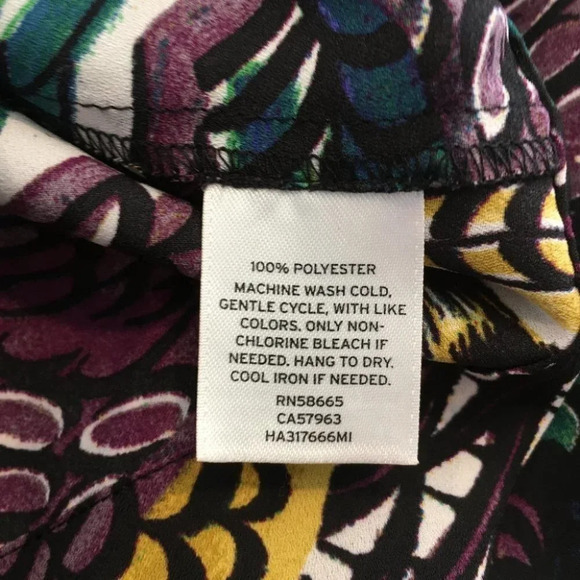 100% POLYESTER
MACHINE WASH COLD,
GENTLE CYCLE, WITH LIKE
COLORS. ONLY NON-
CHLORINE BLEACH IF
NEEDED. HANG TO DRY.
COOL IRON IF NEEDED.
RN58665
CA57963
HA317666MI